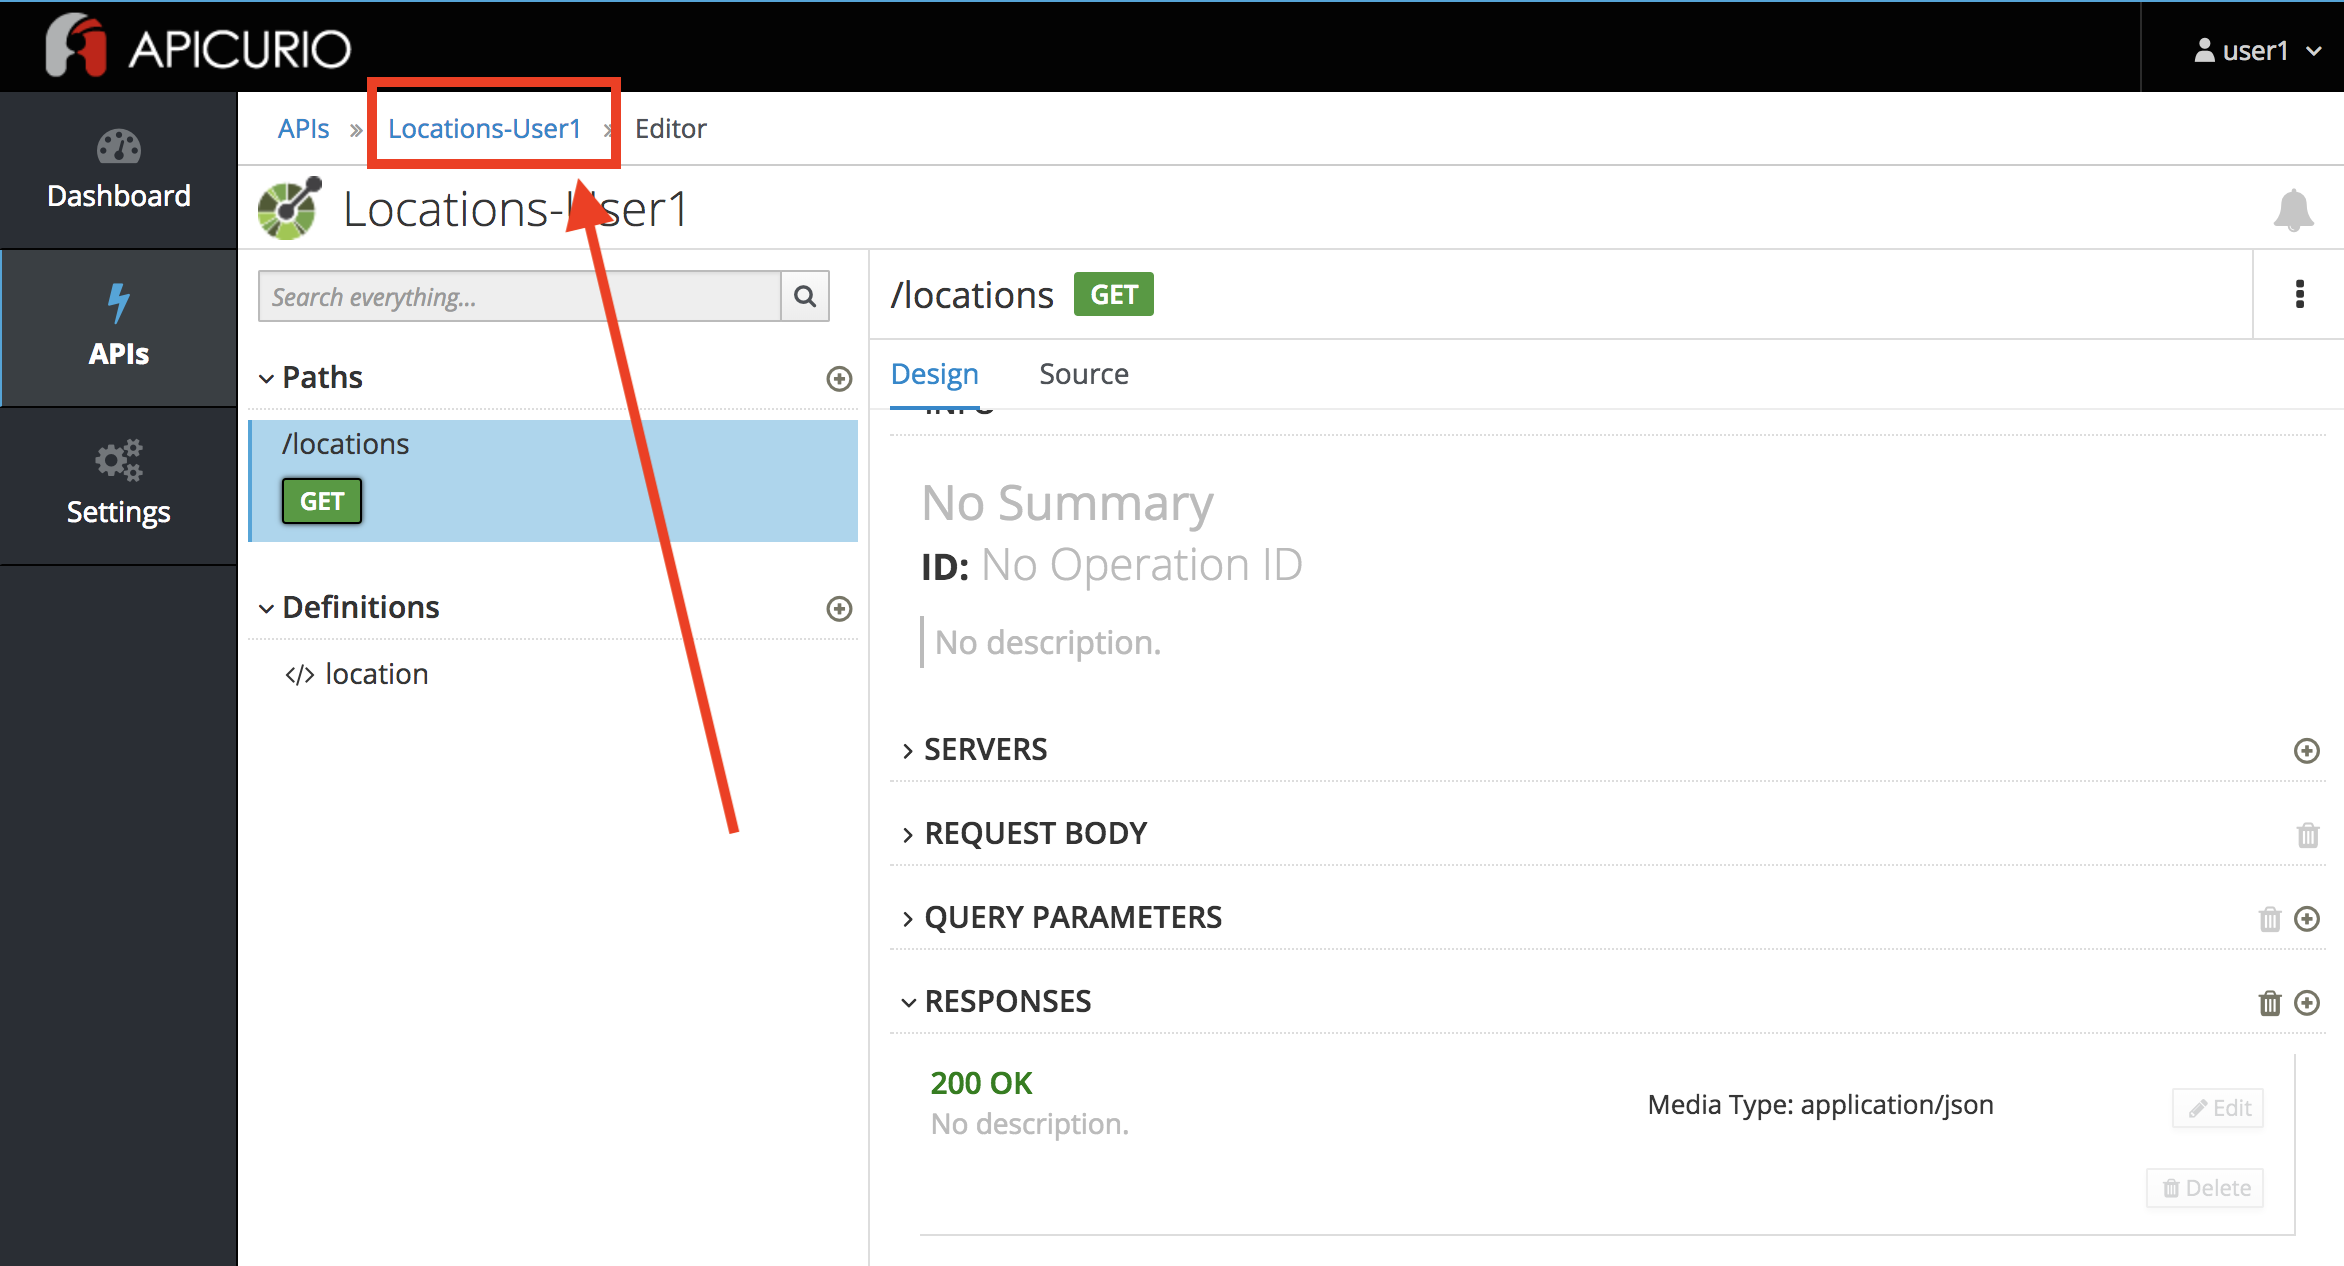 APICURIO
user1
APIs » Locations-User1 » Editor
Dashboard
APIs
Settings
Locations-User1
Search everything...
Paths
/locations
GET
Definitions
</> location
/locations GET
Design Source
INFO
No Summary
ID: No Operation ID
No description.
SERVERS
REQUEST BODY
QUERY PARAMETERS
RESPONSES
200 OK
No description.
Media Type: application/json
Edit
Delete